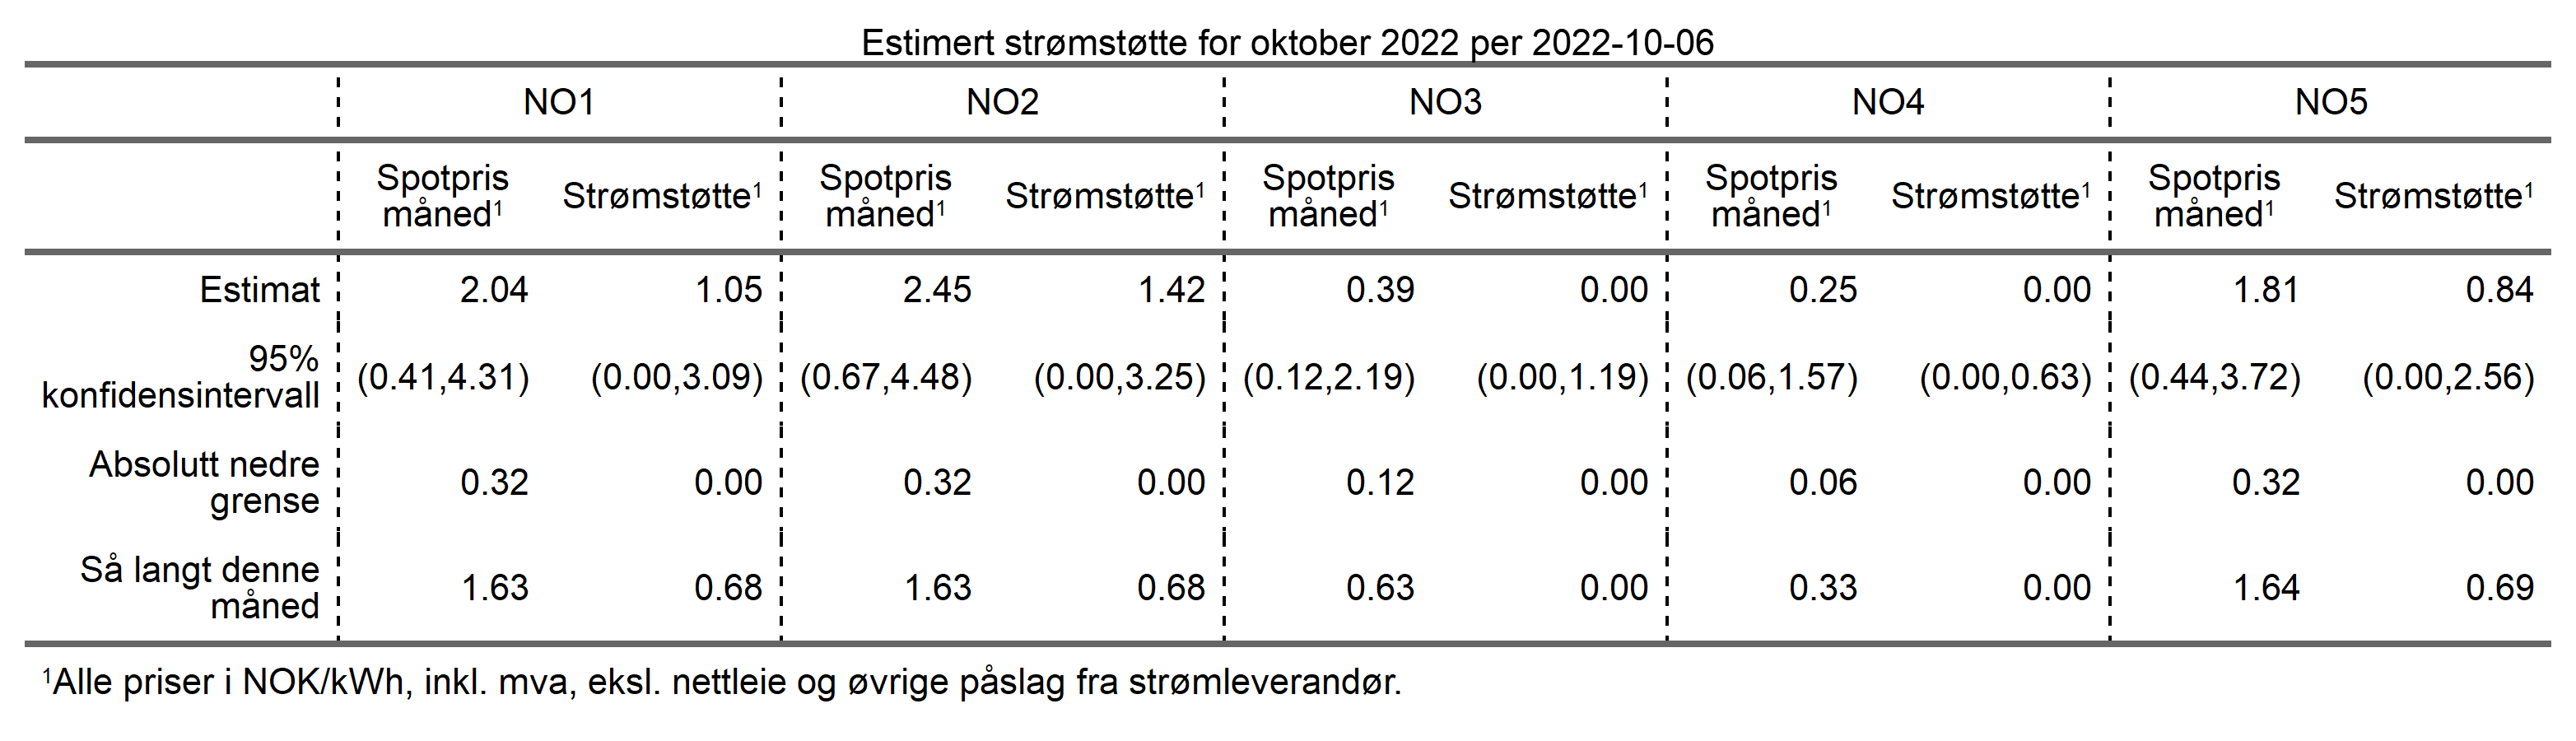 Estimert strømstøtte for oktober 2022 per 2022-10-06
NO1 NO2 NO3 NO4 NO5
Spotpris måned¹ Strømstøtte¹ Spotpris måned¹ Strømstøtte¹ Spotpris måned¹ Strømstøtte¹ Spotpris måned¹ Strømstøtte¹ Spotpris måned¹ Strømstøtte¹
Estimat 2.04 1.05 2.45 1.42 0.39 0.00 0.25 0.00 1.81 0.84
95% konfidensintervall (0.41,4.31) (0.00,3.09) (0.67,4.48) (0.00,3.25) (0.12,2.19) (0.00,1.19) (0.06,1.57) (0.00,0.63) (0.44,3.72) (0.00,2.56)
Absolutt nedre grense 0.32 0.00 0.32 0.00 0.12 0.00 0.06 0.00 0.32 0.00
Så langt denne måned 1.63 0.68 1.63 0.68 0.63 0.00 0.33 0.00 1.64 0.69
¹Alle priser i NOK/kWh, inkl. mva, eksl. nettleie og øvrige påslag fra strømleverandør.